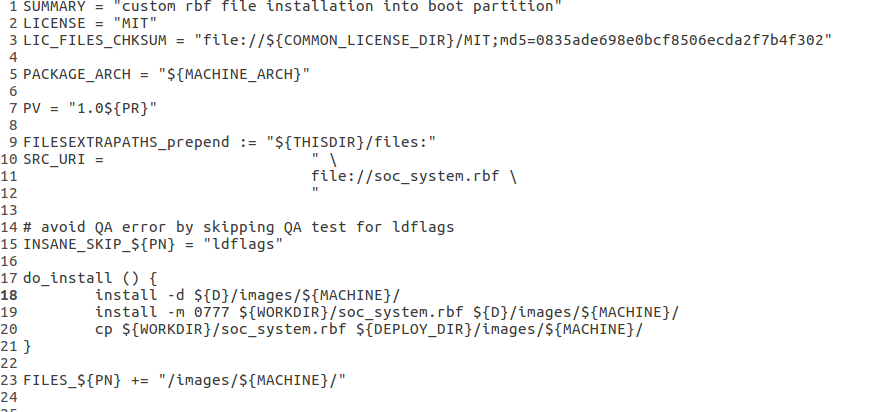 1 SUMMARY = "custom rbf file installation into boot partition"
2 LICENSE = "MIT"
3 LIC_FILES_CHKSUM = "file://${COMMON_LICENSE_DIR}/MIT;md5=0835ade698e0bcf8506ecda2f7b4f302"
4
5 PACKAGE_ARCH = "${MACHINE_ARCH}"
6
7 PV = "1.0${PR}"
8
9 FILESEXTRAPATHS_prepend := "${THISDIR}/files:"
10 SRC_URI =                        " \
11                                  file://soc_system.rbf \
12                                  "
13
14 # avoid QA error by skipping QA test for ldflags
15 INSANE_SKIP_${PN} = "ldflags"
16
17 do_install () {
18         install -d ${D}/images/${MACHINE}/
19         install -m 0777 ${WORKDIR}/soc_system.rbf ${D}/images/${MACHINE}/
20         cp ${WORKDIR}/soc_system.rbf ${DEPLOY_DIR}/images/${MACHINE}/
21 }
22
23 FILES_${PN} += "/images/${MACHINE}/"
24